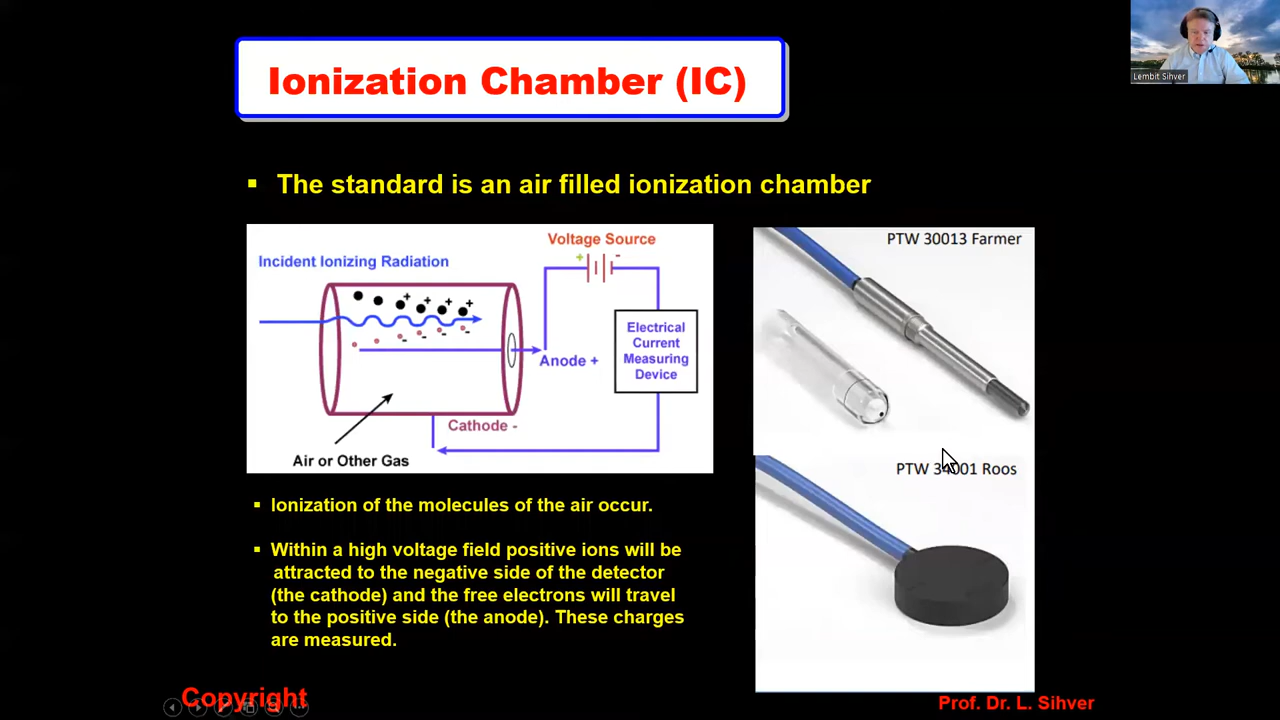 Lembit Sihver
Ionization Chamber (IC)
▪ The standard is an air filled ionization chamber
Voltage Source
+ -
Incident Ionizing Radiation
+ + + +
- - - -
Electrical
Current
Measuring
Device
Anode +
Cathode -
Air or Other Gas
PTW 30013 Farmer
PTW 34001 Roos
▪ Ionization of the molecules of the air occur.
▪ Within a high voltage field positive ions will be
attracted to the negative side of the detector
(the cathode) and the free electrons will travel
to the positive side (the anode). These charges
are measured.
Copyright
Prof. Dr. L. Sihver